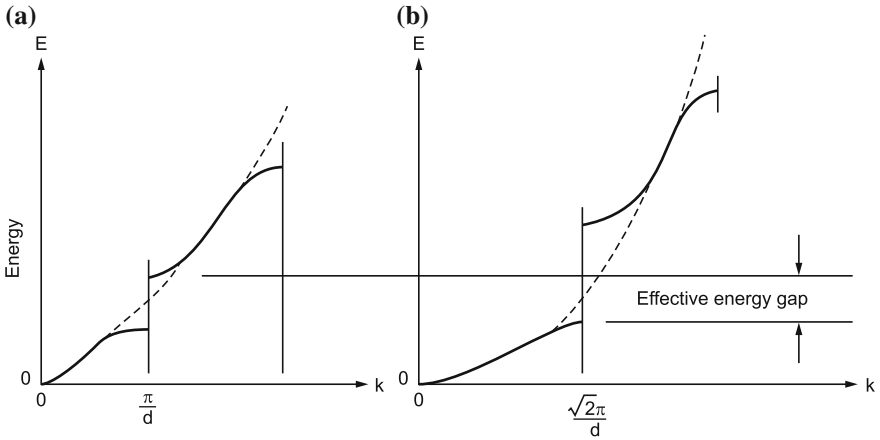 (a)
E
Energy
0
0
π/d
k
(b)
E
Effective energy gap
0
0
√2π/d
k